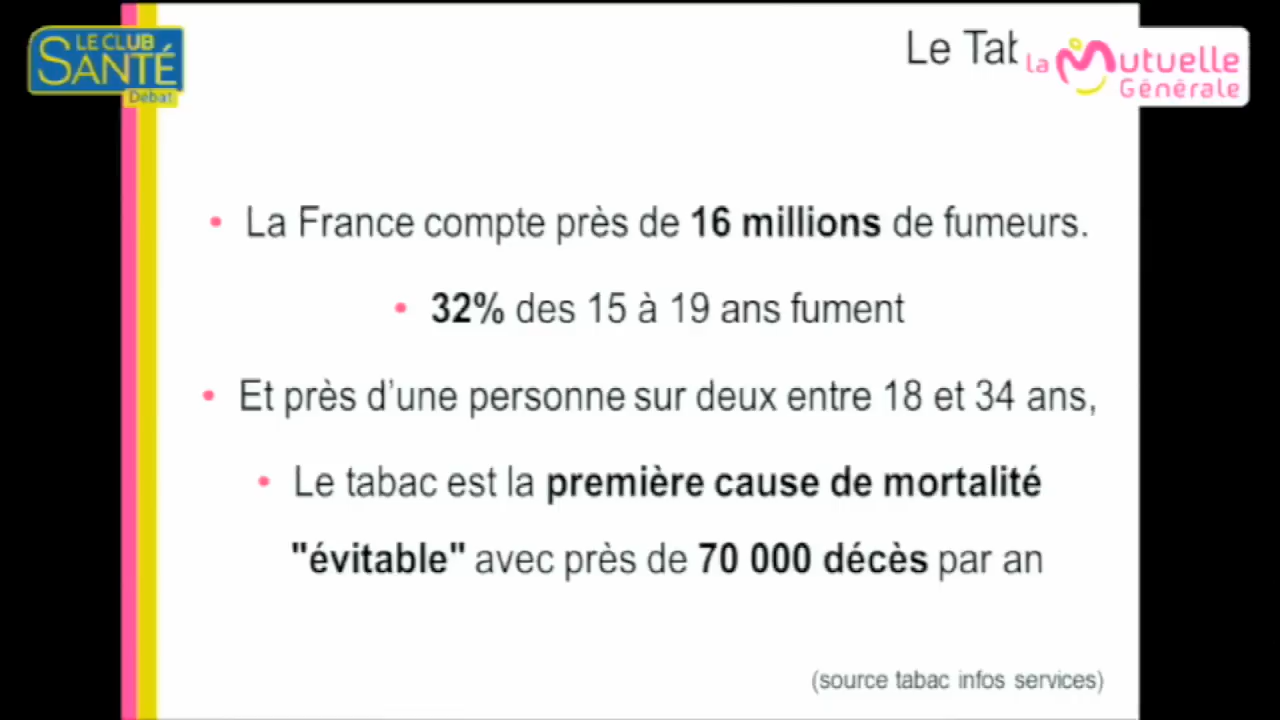 LE CLUB
SANTÉ
Débat
Le Tab
la Mutuelle
Générale
• La France compte près de 16 millions de fumeurs.
• 32% des 15 à 19 ans fument
• Et près d’une personne sur deux entre 18 et 34 ans,
• Le tabac est la première cause de mortalité
"évitable" avec près de 70 000 décès par an
(source tabac infos services)